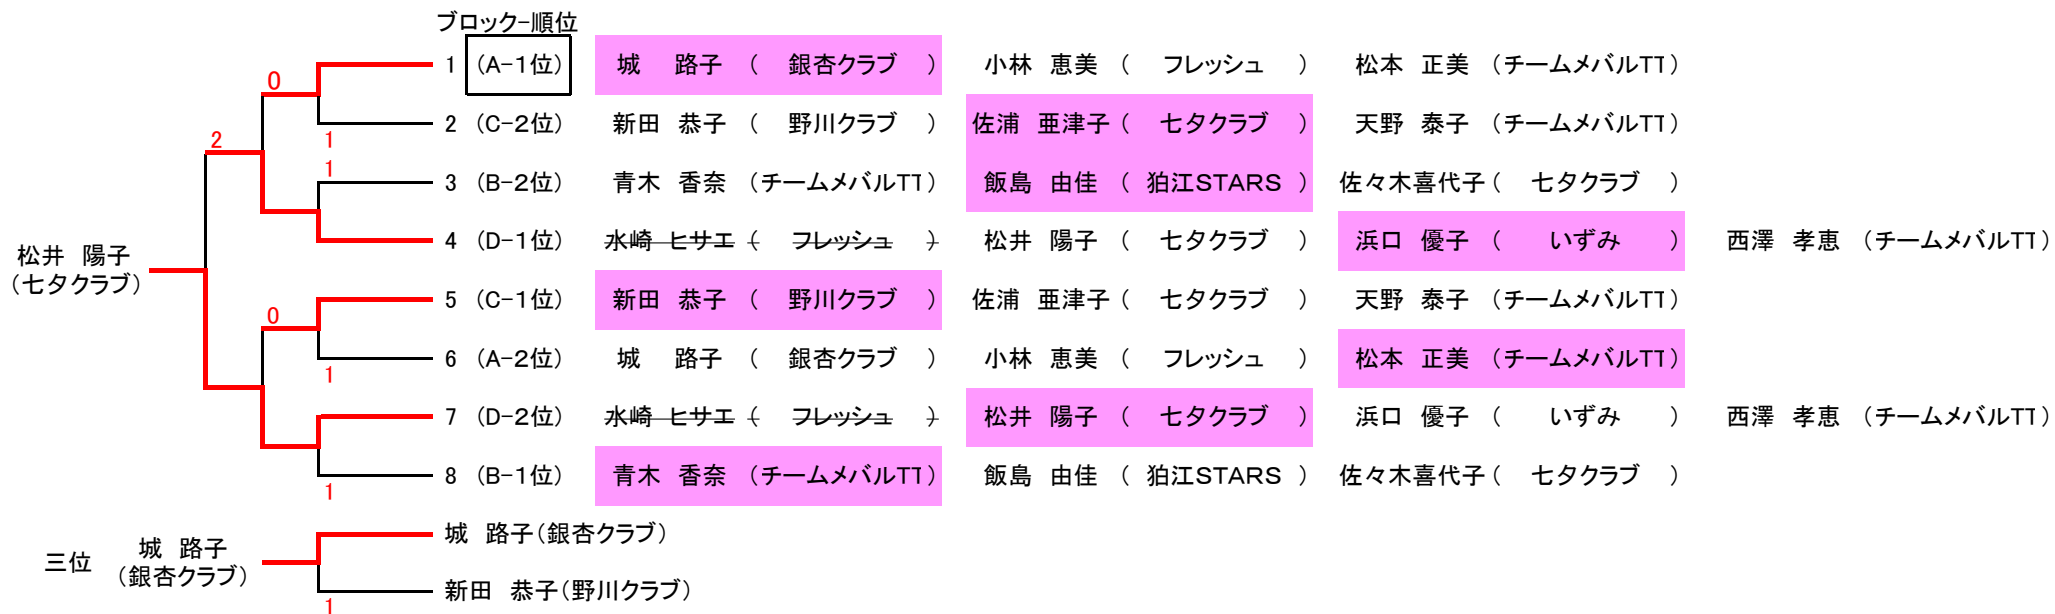 ブロック-順位
1 (A-1位) 城 路子 ( 銀杏クラブ ) 小林 恵美 ( フレッシュ ) 松本 正美 (チームメバルTT)
0
2 (C-2位) 新田 恭子 ( 野川クラブ ) 佐浦 亜津子 ( 七夕クラブ ) 天野 泰子 (チームメバルTT)
1
2
1
3 (B-2位) 青木 香奈 (チームメバルTT) 飯島 由佳 ( 狛江STARS ) 佐々木喜代子 ( 七夕クラブ )
4 (D-1位) 水崎 ヒサエ ( フレッシュ ) 松井 陽子 ( 七夕クラブ ) 浜口 優子 ( いずみ ) 西澤 孝恵 (チームメバルTT)
松井 陽子
(七夕クラブ)
5 (C-1位) 新田 恭子 ( 野川クラブ ) 佐浦 亜津子 ( 七夕クラブ ) 天野 泰子 (チームメバルTT)
0
6 (A-2位) 城 路子 ( 銀杏クラブ ) 小林 恵美 ( フレッシュ ) 松本 正美 (チームメバルTT)
1
7 (D-2位) 水崎 ヒサエ ( フレッシュ ) 松井 陽子 ( 七夕クラブ ) 浜口 優子 ( いずみ ) 西澤 孝恵 (チームメバルTT)
8 (B-1位) 青木 香奈 (チームメバルTT) 飯島 由佳 ( 狛江STARS ) 佐々木喜代子 ( 七夕クラブ )
1
城 路子(銀杏クラブ)
三位 城 路子
(銀杏クラブ)
新田 恭子(野川クラブ)
1